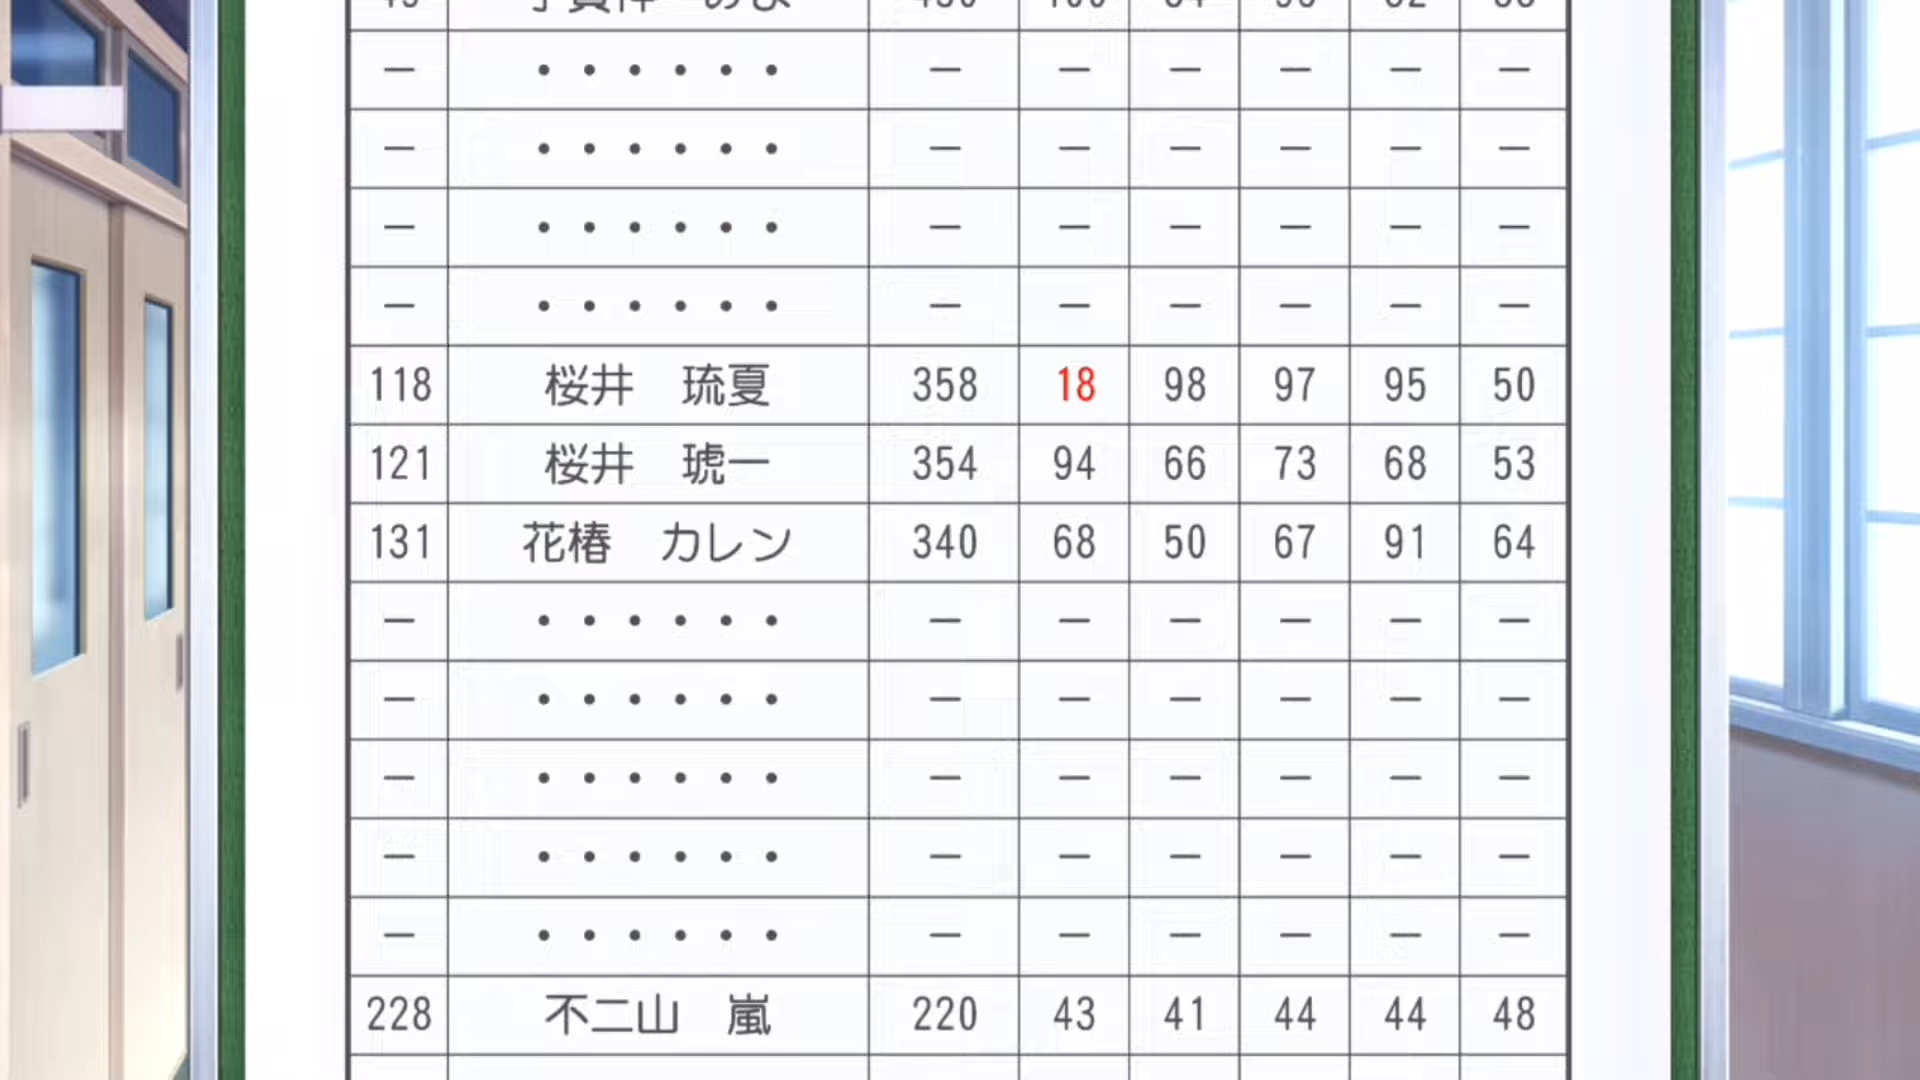 — ・・・・・・ — — — — — —
— ・・・・・・ — — — — — —
— ・・・・・・ — — — — — —
— ・・・・・・ — — — — — —
118 桜井　琉夏 358 18 98 97 95 50
121 桜井　琥一 354 94 66 73 68 53
131 花椿　カレン 340 68 50 67 91 64
— ・・・・・・ — — — — — —
— ・・・・・・ — — — — — —
— ・・・・・・ — — — — — —
— ・・・・・・ — — — — — —
— ・・・・・・ — — — — — —
228 不二山　嵐 220 43 41 44 44 48